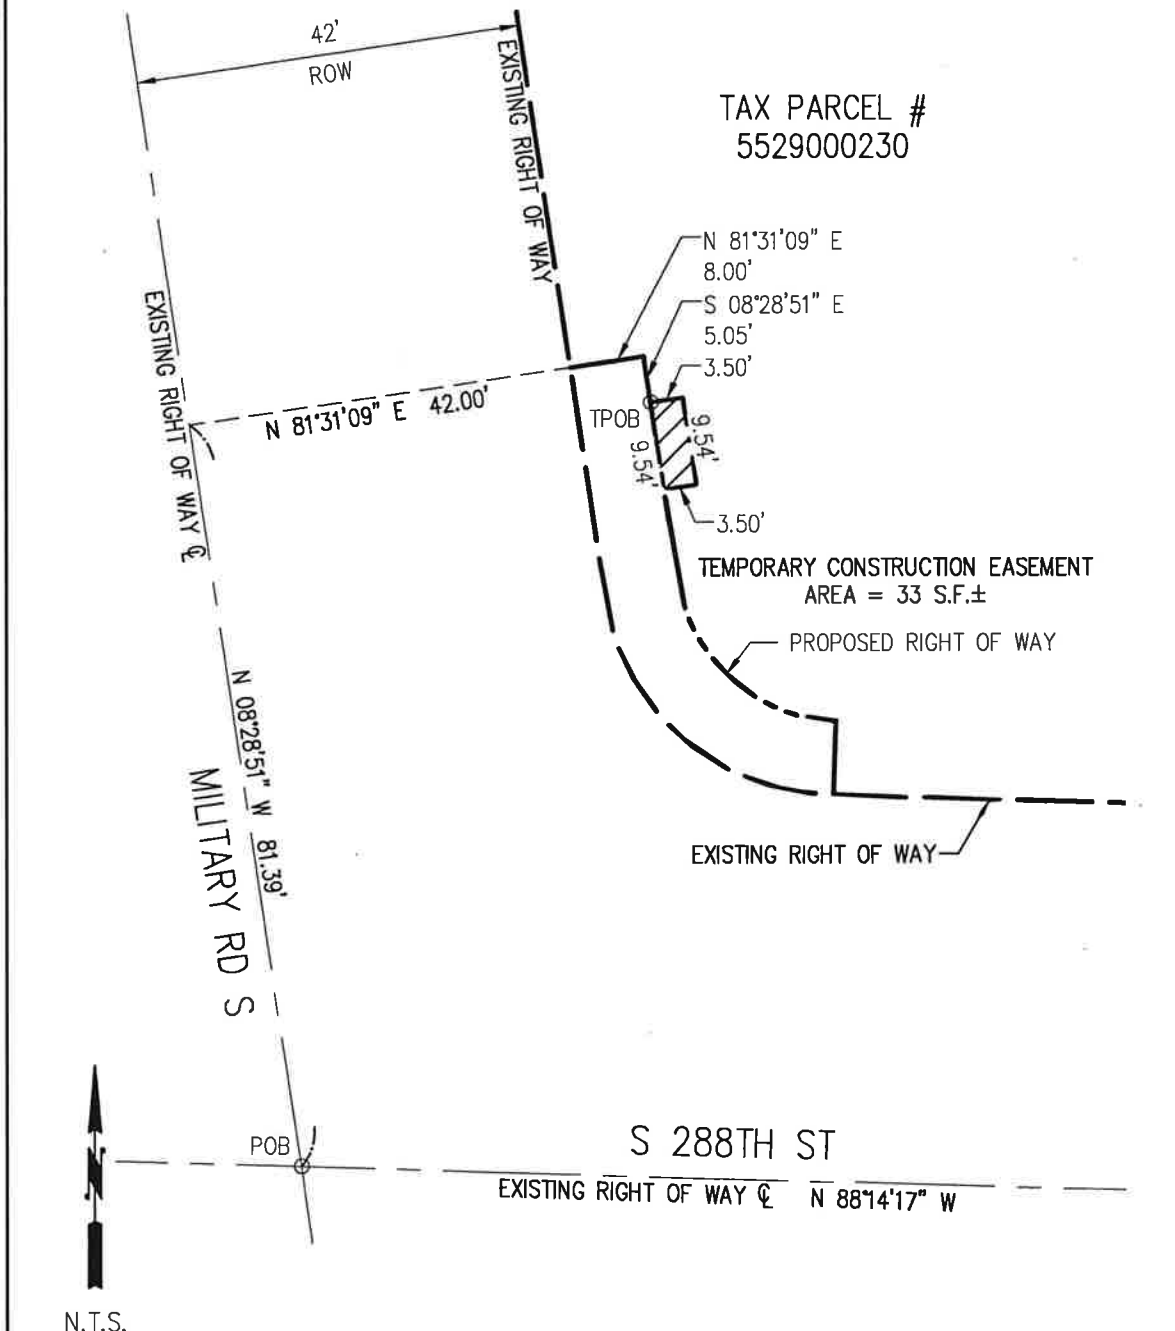 42'
ROW
EXISTING RIGHT OF WAY
TAX PARCEL #
5529000230
N 81°31'09" E
8.00'
S 08°28'51" E
5.05'
3.50'
EXISTING RIGHT OF WAY ℄
N 81°31'09" E 42.00'
TPOB
9.54'
9.54'
3.50'
TEMPORARY CONSTRUCTION EASEMENT
AREA = 33 S.F.±
PROPOSED RIGHT OF WAY
N 08°28'51" W 81.39'
MILITARY RD S
EXISTING RIGHT OF WAY
POB
S 288TH ST
EXISTING RIGHT OF WAY ℄ N 88°14'17" W
N
N.T.S.